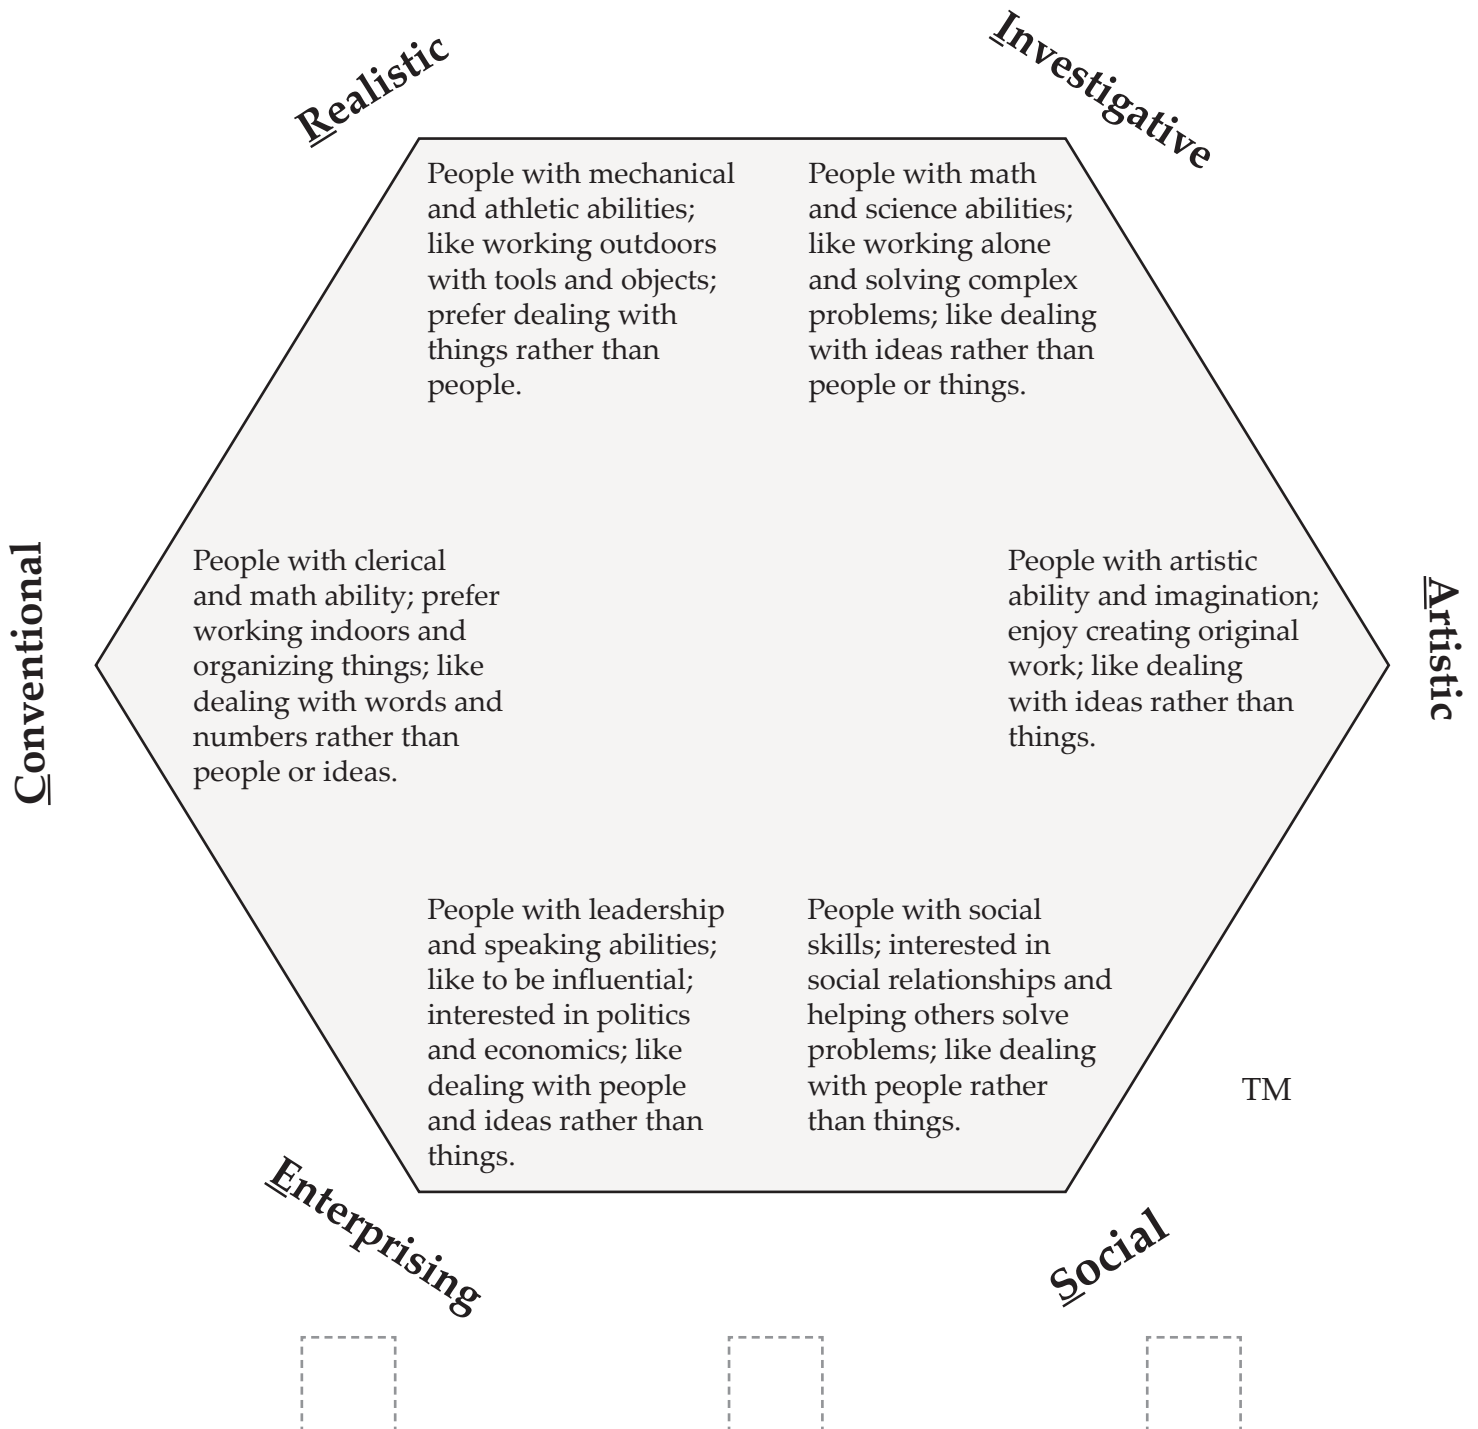 Realistic
Investigative
People with mechanical
and athletic abilities;
like working outdoors
with tools and objects;
prefer dealing with
things rather than
people.
People with math
and science abilities;
like working alone
and solving complex
problems; like dealing
with ideas rather than
people or things.
Conventional
People with clerical
and math ability; prefer
working indoors and
organizing things; like
dealing with words and
numbers rather than
people or ideas.
People with artistic
ability and imagination;
enjoy creating original
work; like dealing
with ideas rather than
things.
Artistic
People with leadership
and speaking abilities;
like to be influential;
interested in politics
and economics; like
dealing with people
and ideas rather than
things.
People with social
skills; interested in
social relationships and
helping others solve
problems; like dealing
with people rather
than things.
TM
Enterprising
Social